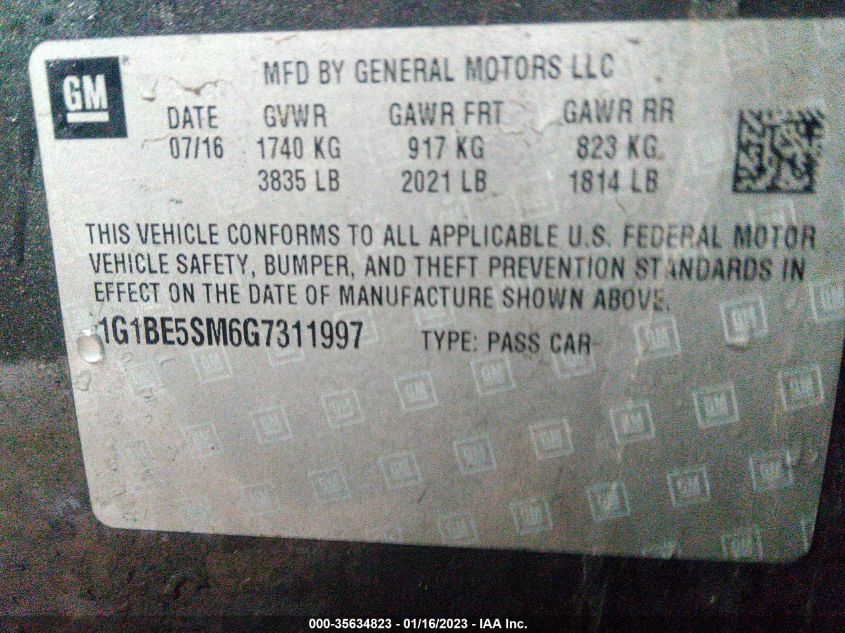 GM®
MFD BY GENERAL MOTORS LLC
DATE GVWR GAWR FRT GAWR RR
07/16 1740 KG 917 KG 823 KG
3835 LB 2021 LB 1814 LB
THIS VEHICLE CONFORMS TO ALL APPLICABLE U.S. FEDERAL MOTOR
VEHICLE SAFETY, BUMPER, AND THEFT PREVENTION STANDARDS IN
EFFECT ON THE DATE OF MANUFACTURE SHOWN ABOVE.
1G1BE5SM6G7311997 TYPE: PASS CAR
000-35634823 - 01/16/2023 - IAA Inc.